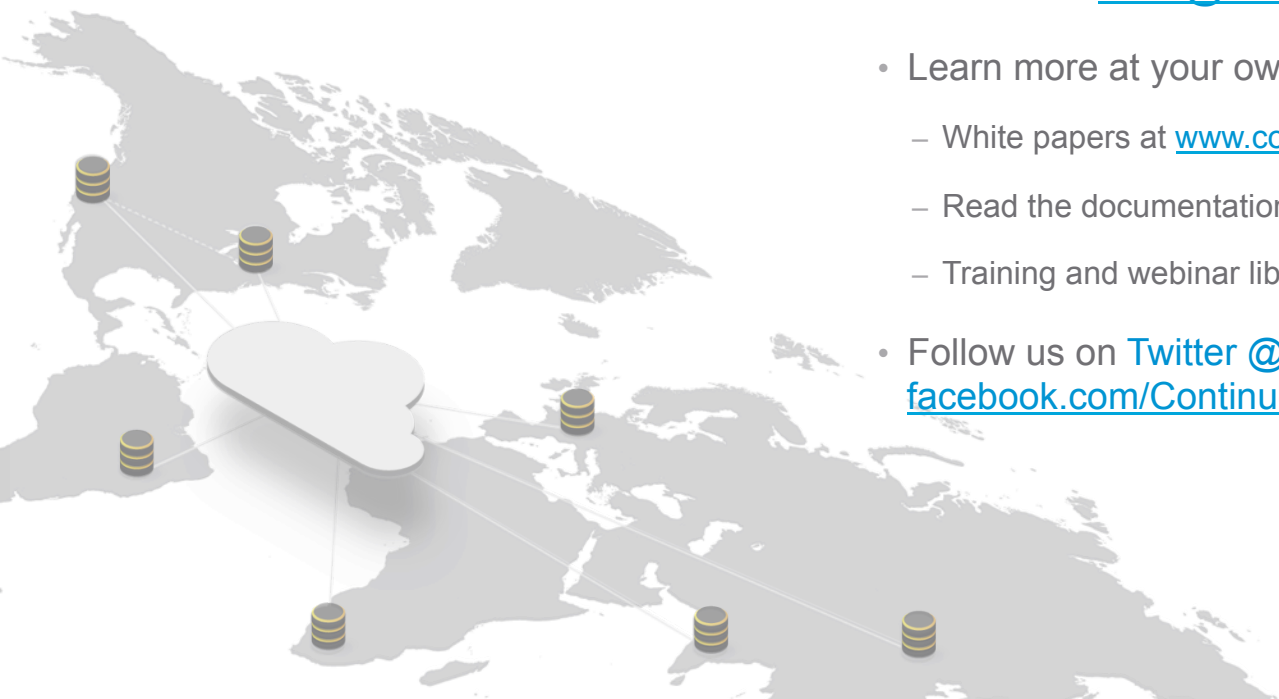 • Learn more at your ow
– White papers at www.co
– Read the documentation
– Training and webinar lib
• Follow us on Twitter @
facebook.com/Continu